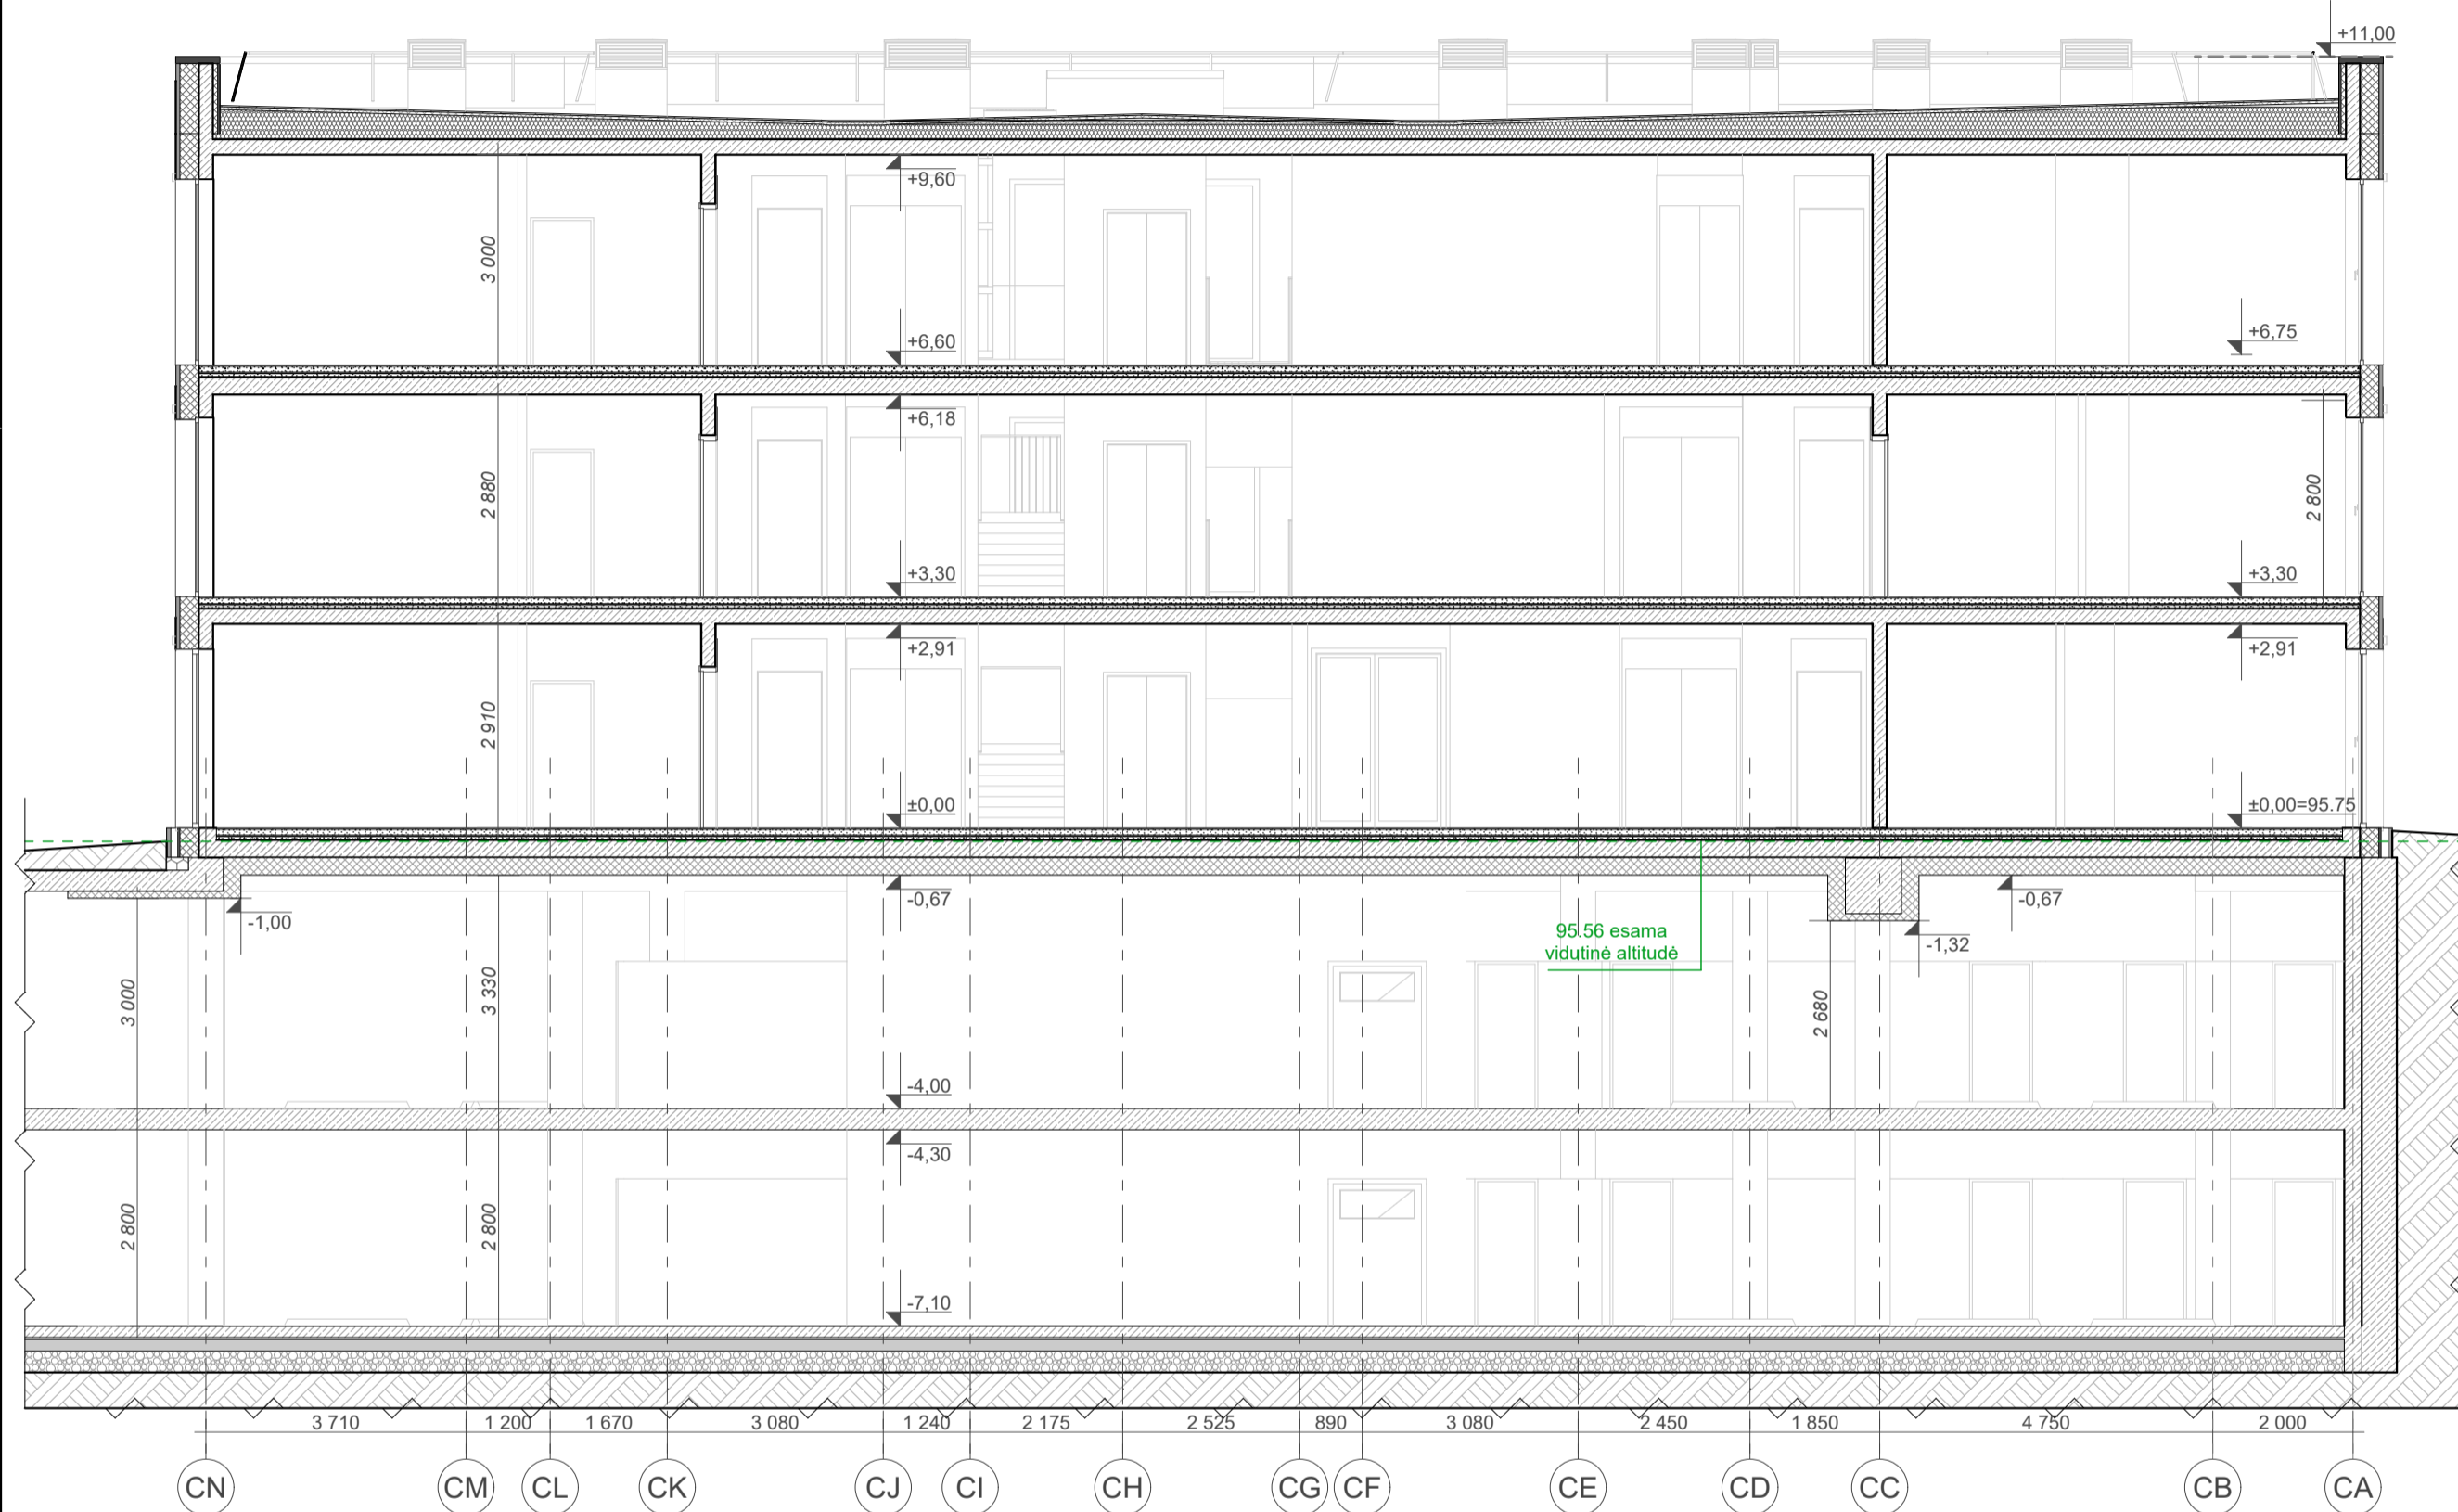 +11,00
+9,60
3 000
+6,60
+6,75
+6,18
2 880
2 800
+3,30
+3,30
+2,91
+2,91
2 910
±0,00
±0,00=95.75
-0,67
-0,67
-1,00
95.56 esama
vidutinė altitudė
-1,32
3 000
3 330
2 680
-4,00
-4,30
2 800
2 800
-7,10
3 710
1 200
1 670
3 080
1 240
2 175
2 525
890
3 080
2 450
1 850
4 750
2 000
CN
CM
CL
CK
CJ
CI
CH
CG
CF
CE
CD
CC
CB
CA